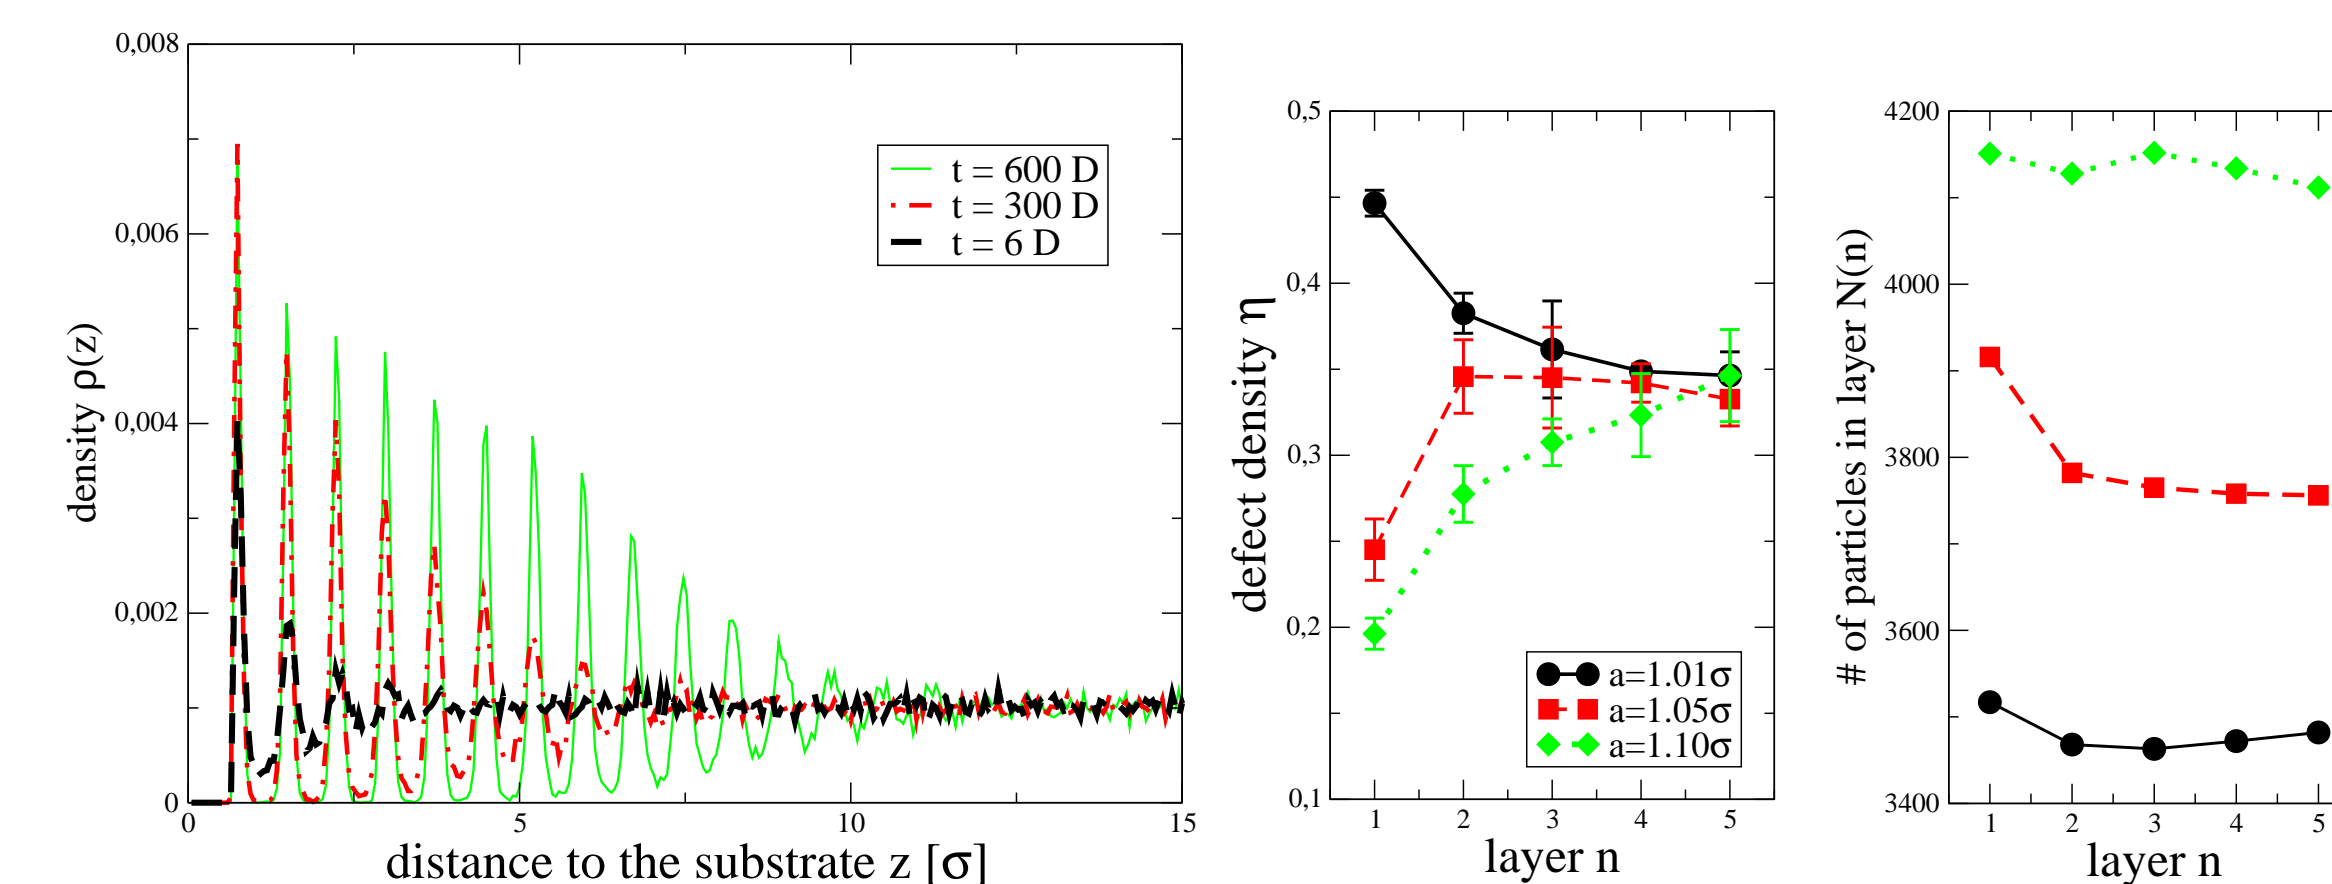 0,008
0,006
0,004
0,002
0
density ρ(z)
0
5
10
15
distance to the substrate z [σ]
t = 600 D
t = 300 D
t = 6 D
0,5
0,4
0,3
0,2
0,1
defect density η
1
2
3
4
5
layer n
a=1.01σ
a=1.05σ
a=1.10σ
4200
4000
3800
3600
3400
# of particles in layer N(n)
1
2
3
4
5
layer n